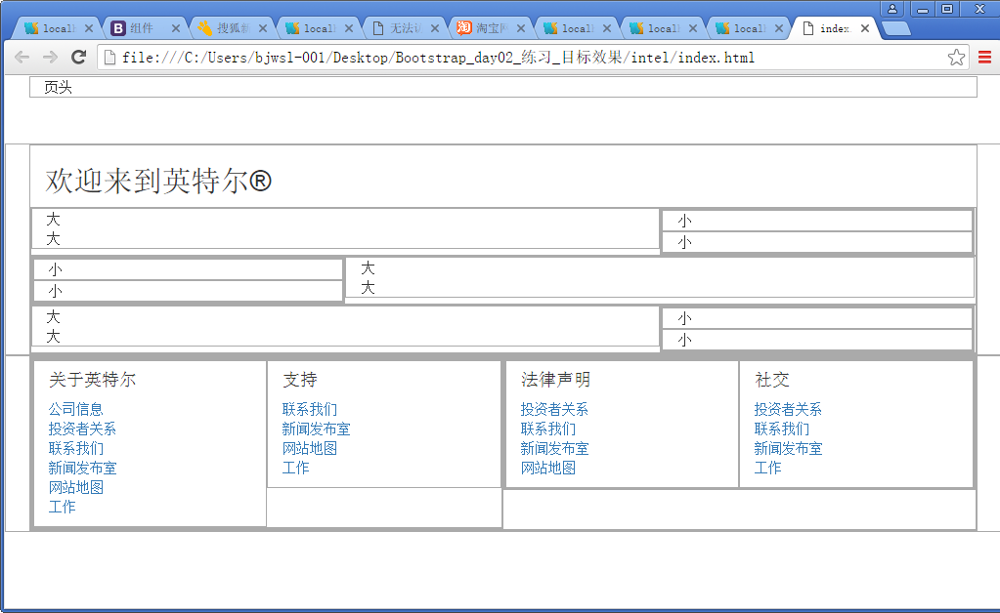 locall
组件
搜狐新
locall
无法访
淘宝网
locall
locall
locall
index.
file:///C:/Users/bjwsl-001/Desktop/Bootstrap_day02_练习_目标效果/intel/index.html
页头
欢迎来到英特尔®
大
大
小
小
小
小
大
大
大
大
小
小
关于英特尔
公司信息
投资者关系
联系我们
新闻发布室
网站地图
工作
支持
联系我们
新闻发布室
网站地图
工作
法律声明
投资者关系
联系我们
新闻发布室
网站地图
社交
投资者关系
联系我们
新闻发布室
工作